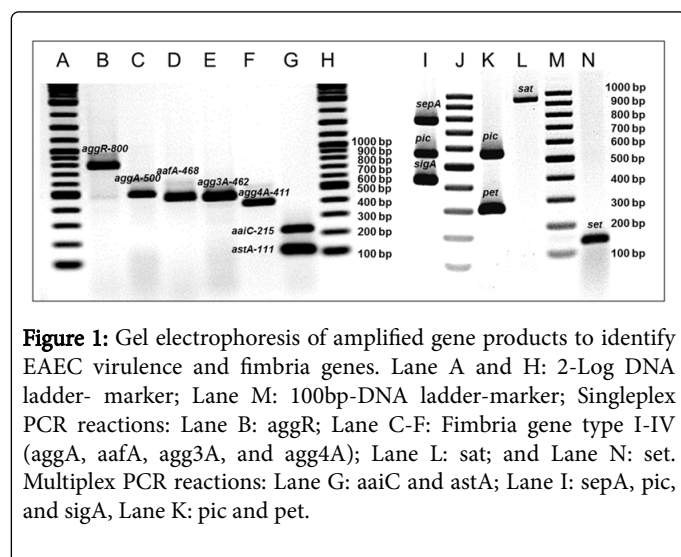 A B C D E F G H I J K L M N
aggR-800
aggA-500
aafA-468
agg3A-462
agg4A-411
aaiC-215
astA-111
1000 bp
900 bp
800 bp
700 bp
600 bp
500 bp
400 bp
300 bp
200 bp
100 bp
sepA
pic
sigA
pic
pet
sat
set
1000 bp
900 bp
800 bp
700 bp
600 bp
500 bp
400 bp
300 bp
200 bp
100 bp
Figure 1: Gel electrophoresis of amplified gene products to identify
EAEC virulence and fimbria genes. Lane A and H: 2-Log DNA
ladder- marker; Lane M: 100bp-DNA ladder-marker; Singleplex
PCR reactions: Lane B: aggR; Lane C-F: Fimbria gene type I-IV
(aggA, aafA, agg3A, and agg4A); Lane L: sat; and Lane N: set.
Multiplex PCR reactions: Lane G: aaiC and astA; Lane I: sepA, pic,
and sigA, Lane K: pic and pet.